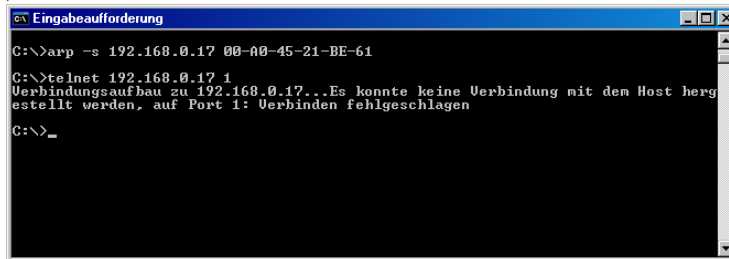 Eingabeaufforderung
C:\>arp -s 192.168.0.17 00-A0-45-21-BE-61
C:\>telnet 192.168.0.17 1
Verbindungsaufbau zu 192.168.0.17...Es konnte keine Verbindung mit dem Host herg
estellt werden, auf Port 1: Verbinden fehlgeschlagen
C:\>_